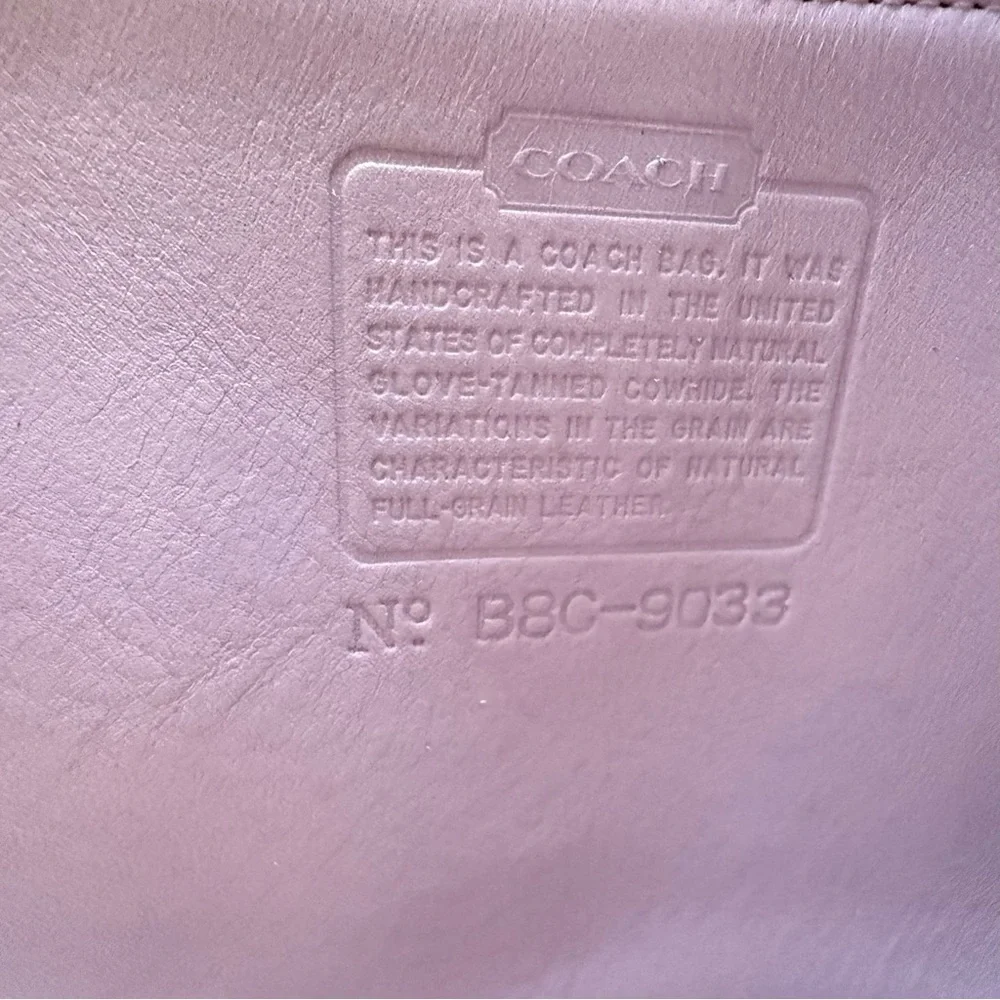 COACH
THIS IS A COACH BAG. IT WAS
HANDCRAFTED IN THE UNITED
STATES OF COMPLETELY NATURAL
GLOVE-TANNED COWHIDE. THE
VARIATIONS IN THE GRAIN ARE
CHARACTERISTIC OF NATURAL
FULL-GRAIN LEATHER.
Nº B8C-9033